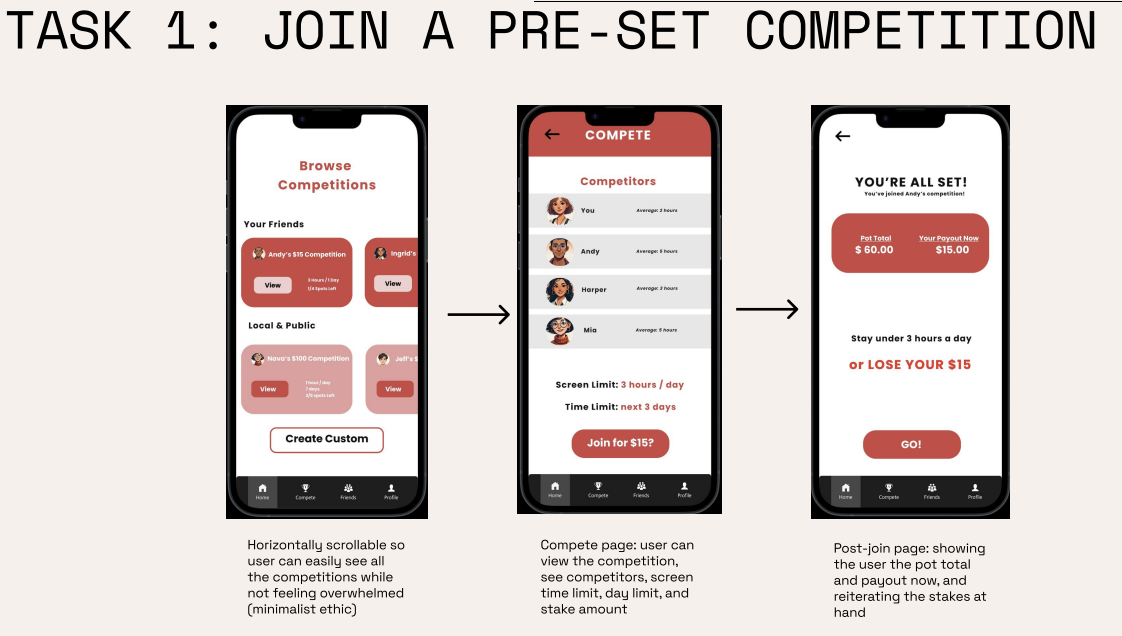 TASK 1: JOIN A PRE-SET COMPETITION
Browse
Competitions
Your Friends
Andy's $15 Competition
Ingrid's
View
3 Hours / 1 Day
1/4 Spots Left
View
Local & Public
Nova's $100 Competition
Jeff's $
View
1 hour / day
7 days
2/8 spots Left
View
Create Custom
Home
Compete
Friends
Profile
Horizontally scrollable so
user can easily see all
the competitions while
not feeling overwhelmed
(minimalist ethic)
COMPETE
Competitors
You
Average: 2 hours
Andy
Average: 5 hours
Harper
Average: 3 hours
Mia
Average: 5 hours
Screen Limit: 3 hours / day
Time Limit: next 3 days
Join for $15?
Home
Compete
Friends
Profile
Compete page: user can
view the competition,
see competitors, screen
time limit, day limit, and
stake amount
YOU'RE ALL SET!
You've joined Andy's competition!
Pot Total
Your Payout Now
$ 60.00
$15.00
Stay under 3 hours a day
or LOSE YOUR $15
GO!
Home
Compete
Friends
Profile
Post-join page: showing
the user the pot total
and payout now, and
reiterating the stakes at
hand